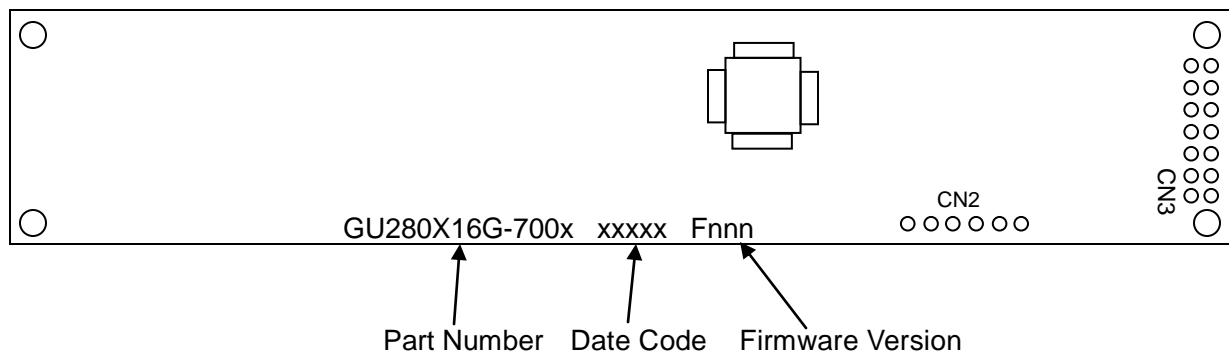 CN2
CN3
GU280X16G-700x xxxxx Fnnn
Part Number Date Code Firmware Version